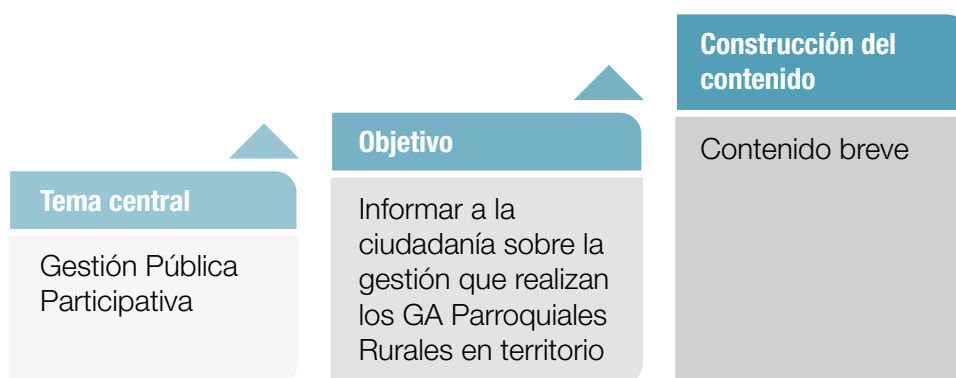 Tema central
Gestión Pública
Participativa
Objetivo
Informar a la
ciudadanía sobre la
gestión que realizan
los GA Parroquiales
Rurales en territorio
Construcción del
contenido
Contenido breve